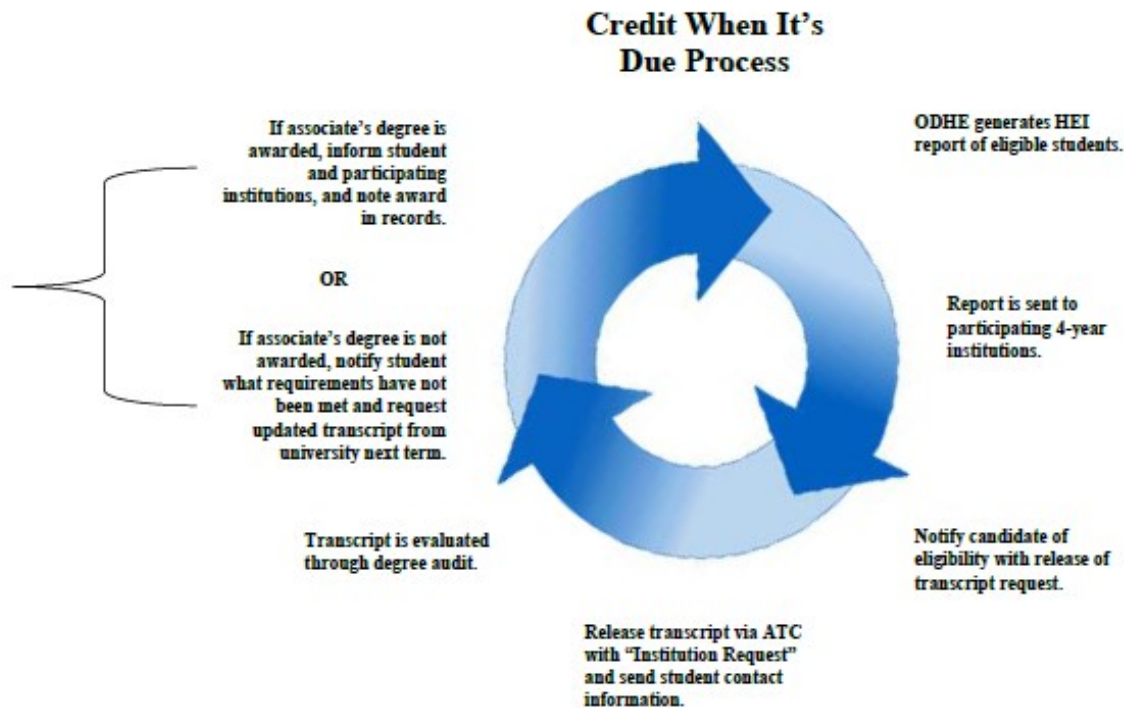 Credit When It's
Due Process
ODHE generates HEI
report of eligible students.
Report is sent to
participating 4-year
institutions.
Notify candidate of
eligibility with release of
transcript request.
Release transcript via ATC
with “Institution Request”
and send student contact
information.
Transcript is evaluated
through degree audit.
If associate’s degree is
awarded, inform student
and participating
institutions, and note award
in records.
OR
If associate’s degree is not
awarded, notify student
what requirements have not
been met and request
updated transcript from
university next term.